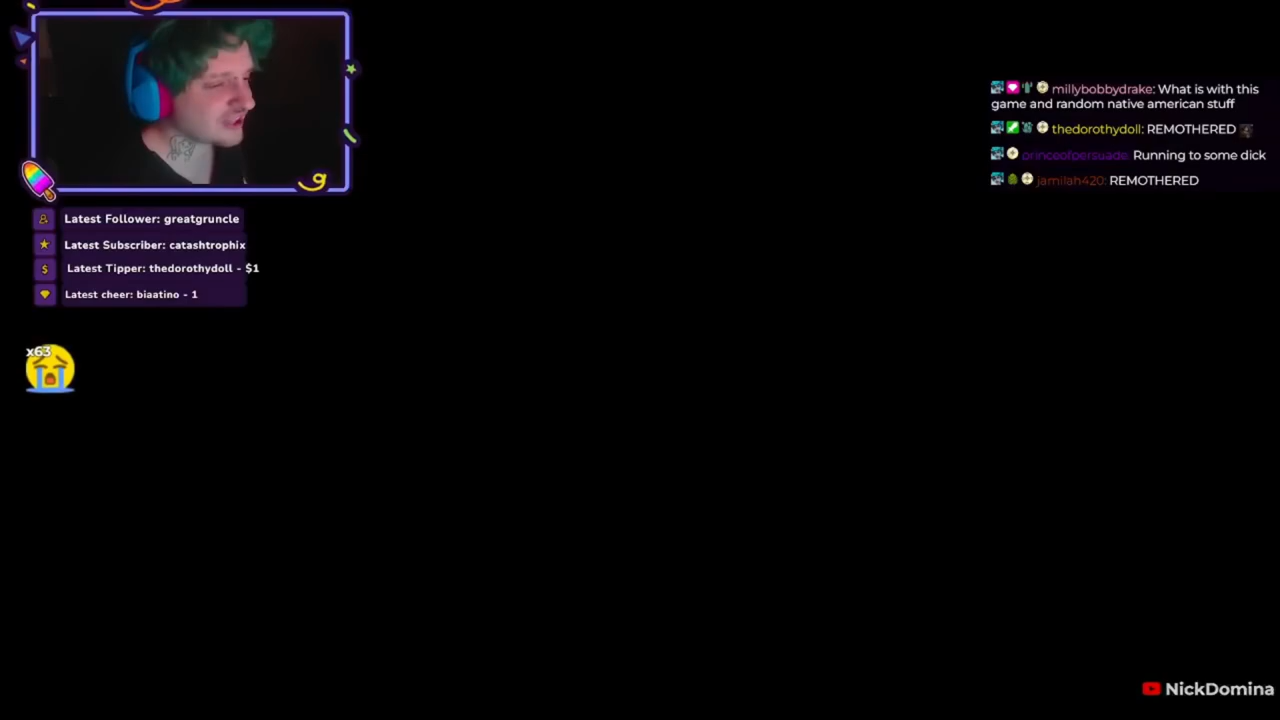 millybobbydrake: What is with this
game and random native american stuff
thedorothydoll: REMOTHERED
princeofpersuade: Running to some dick
jamilah420: REMOTHERED
Latest Follower: greatgruncle
Latest Subscriber: catashtrophix
Latest Tipper: thedorothydoll - $1
Latest cheer: biaatino - 1
x63
NickDomina